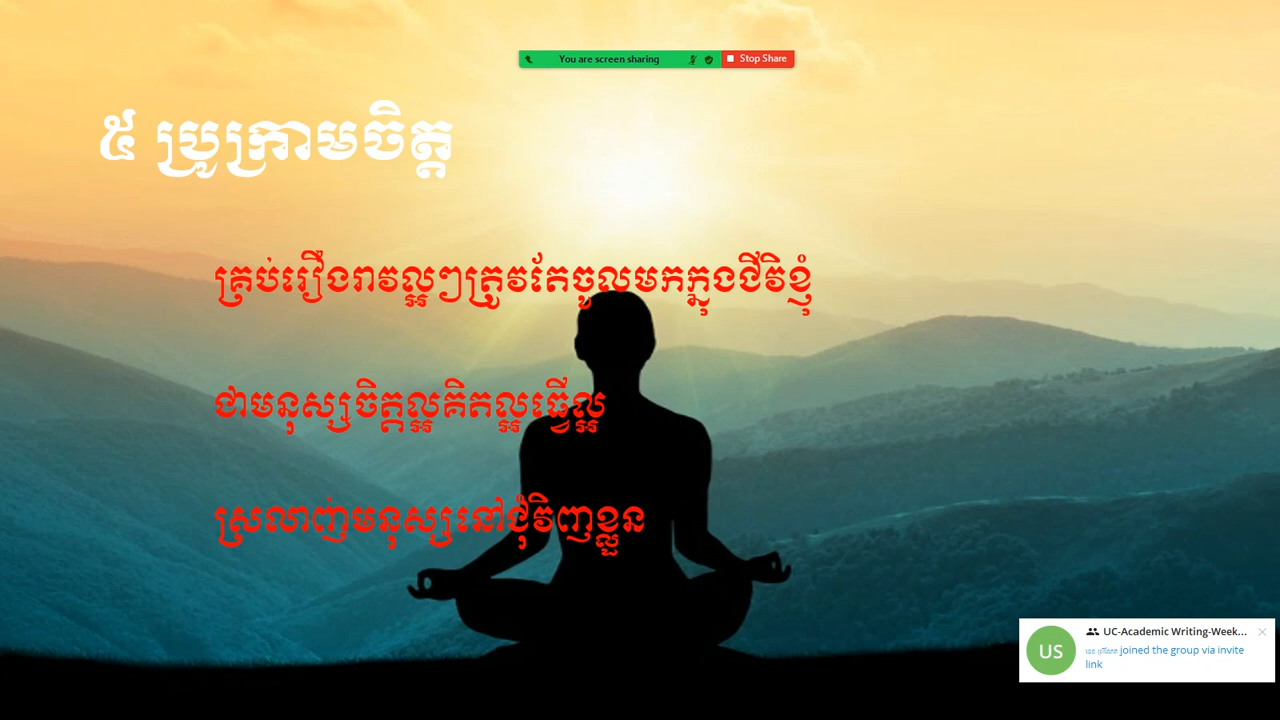 You are screen sharing Stop Share
៥ ប្រូក្រាមចិត្ត
គ្រប់រឿងរាវល្អៗត្រូវតែចូលមកក្នុងជីវិខ្ញុំ
ជាមនុស្សចិត្តល្អគិតល្អធ្វើល្អ
ស្រលាញ់មនុស្សនៅជុំវិញខ្លួន
UC-Academic Writing-Week...
US
joined the group via invite
link